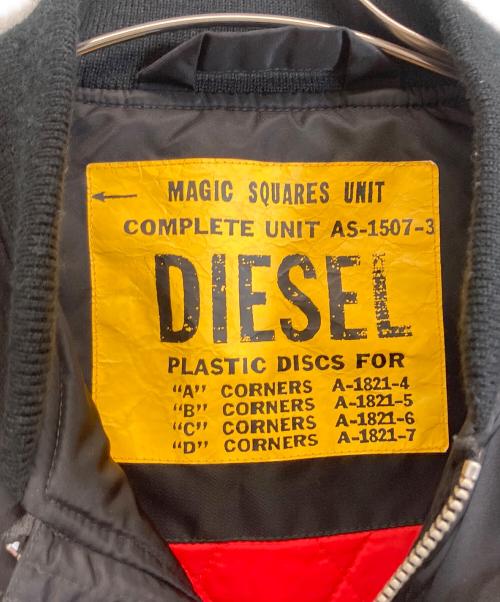 MAGIC SQUARES UNIT
COMPLETE UNIT AS-1507-3
DIESEL
PLASTIC DISCS FOR
"A" CORNERS A-1821-4
"B" CORNERS A-1821-5
"C" CORNERS A-1821-6
"D" CORNERS A-1821-7